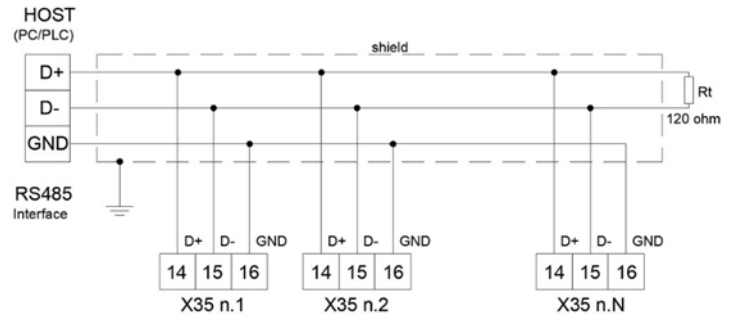 HOST
(PC/PLC)
shield
D+
D-
GND
Rt
120 ohm
RS485
Interface
D+ D- GND D+ D- GND D+ D- GND
14 15 16 14 15 16 14 15 16
X35 n.1 X35 n.2 X35 n.N